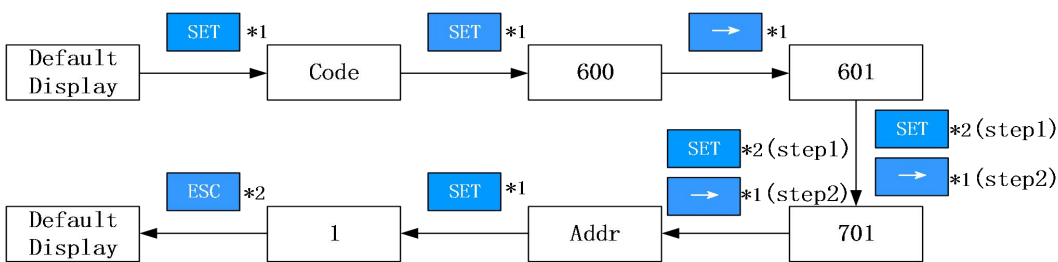 SET *1
SET *1
→ *1
Default
Display
Code
600
601
SET *2(step1)
→ *1(step2)
SET *2(step1)
→ *1(step2)
SET *1
ESC *2
701
Addr
1
Default
Display